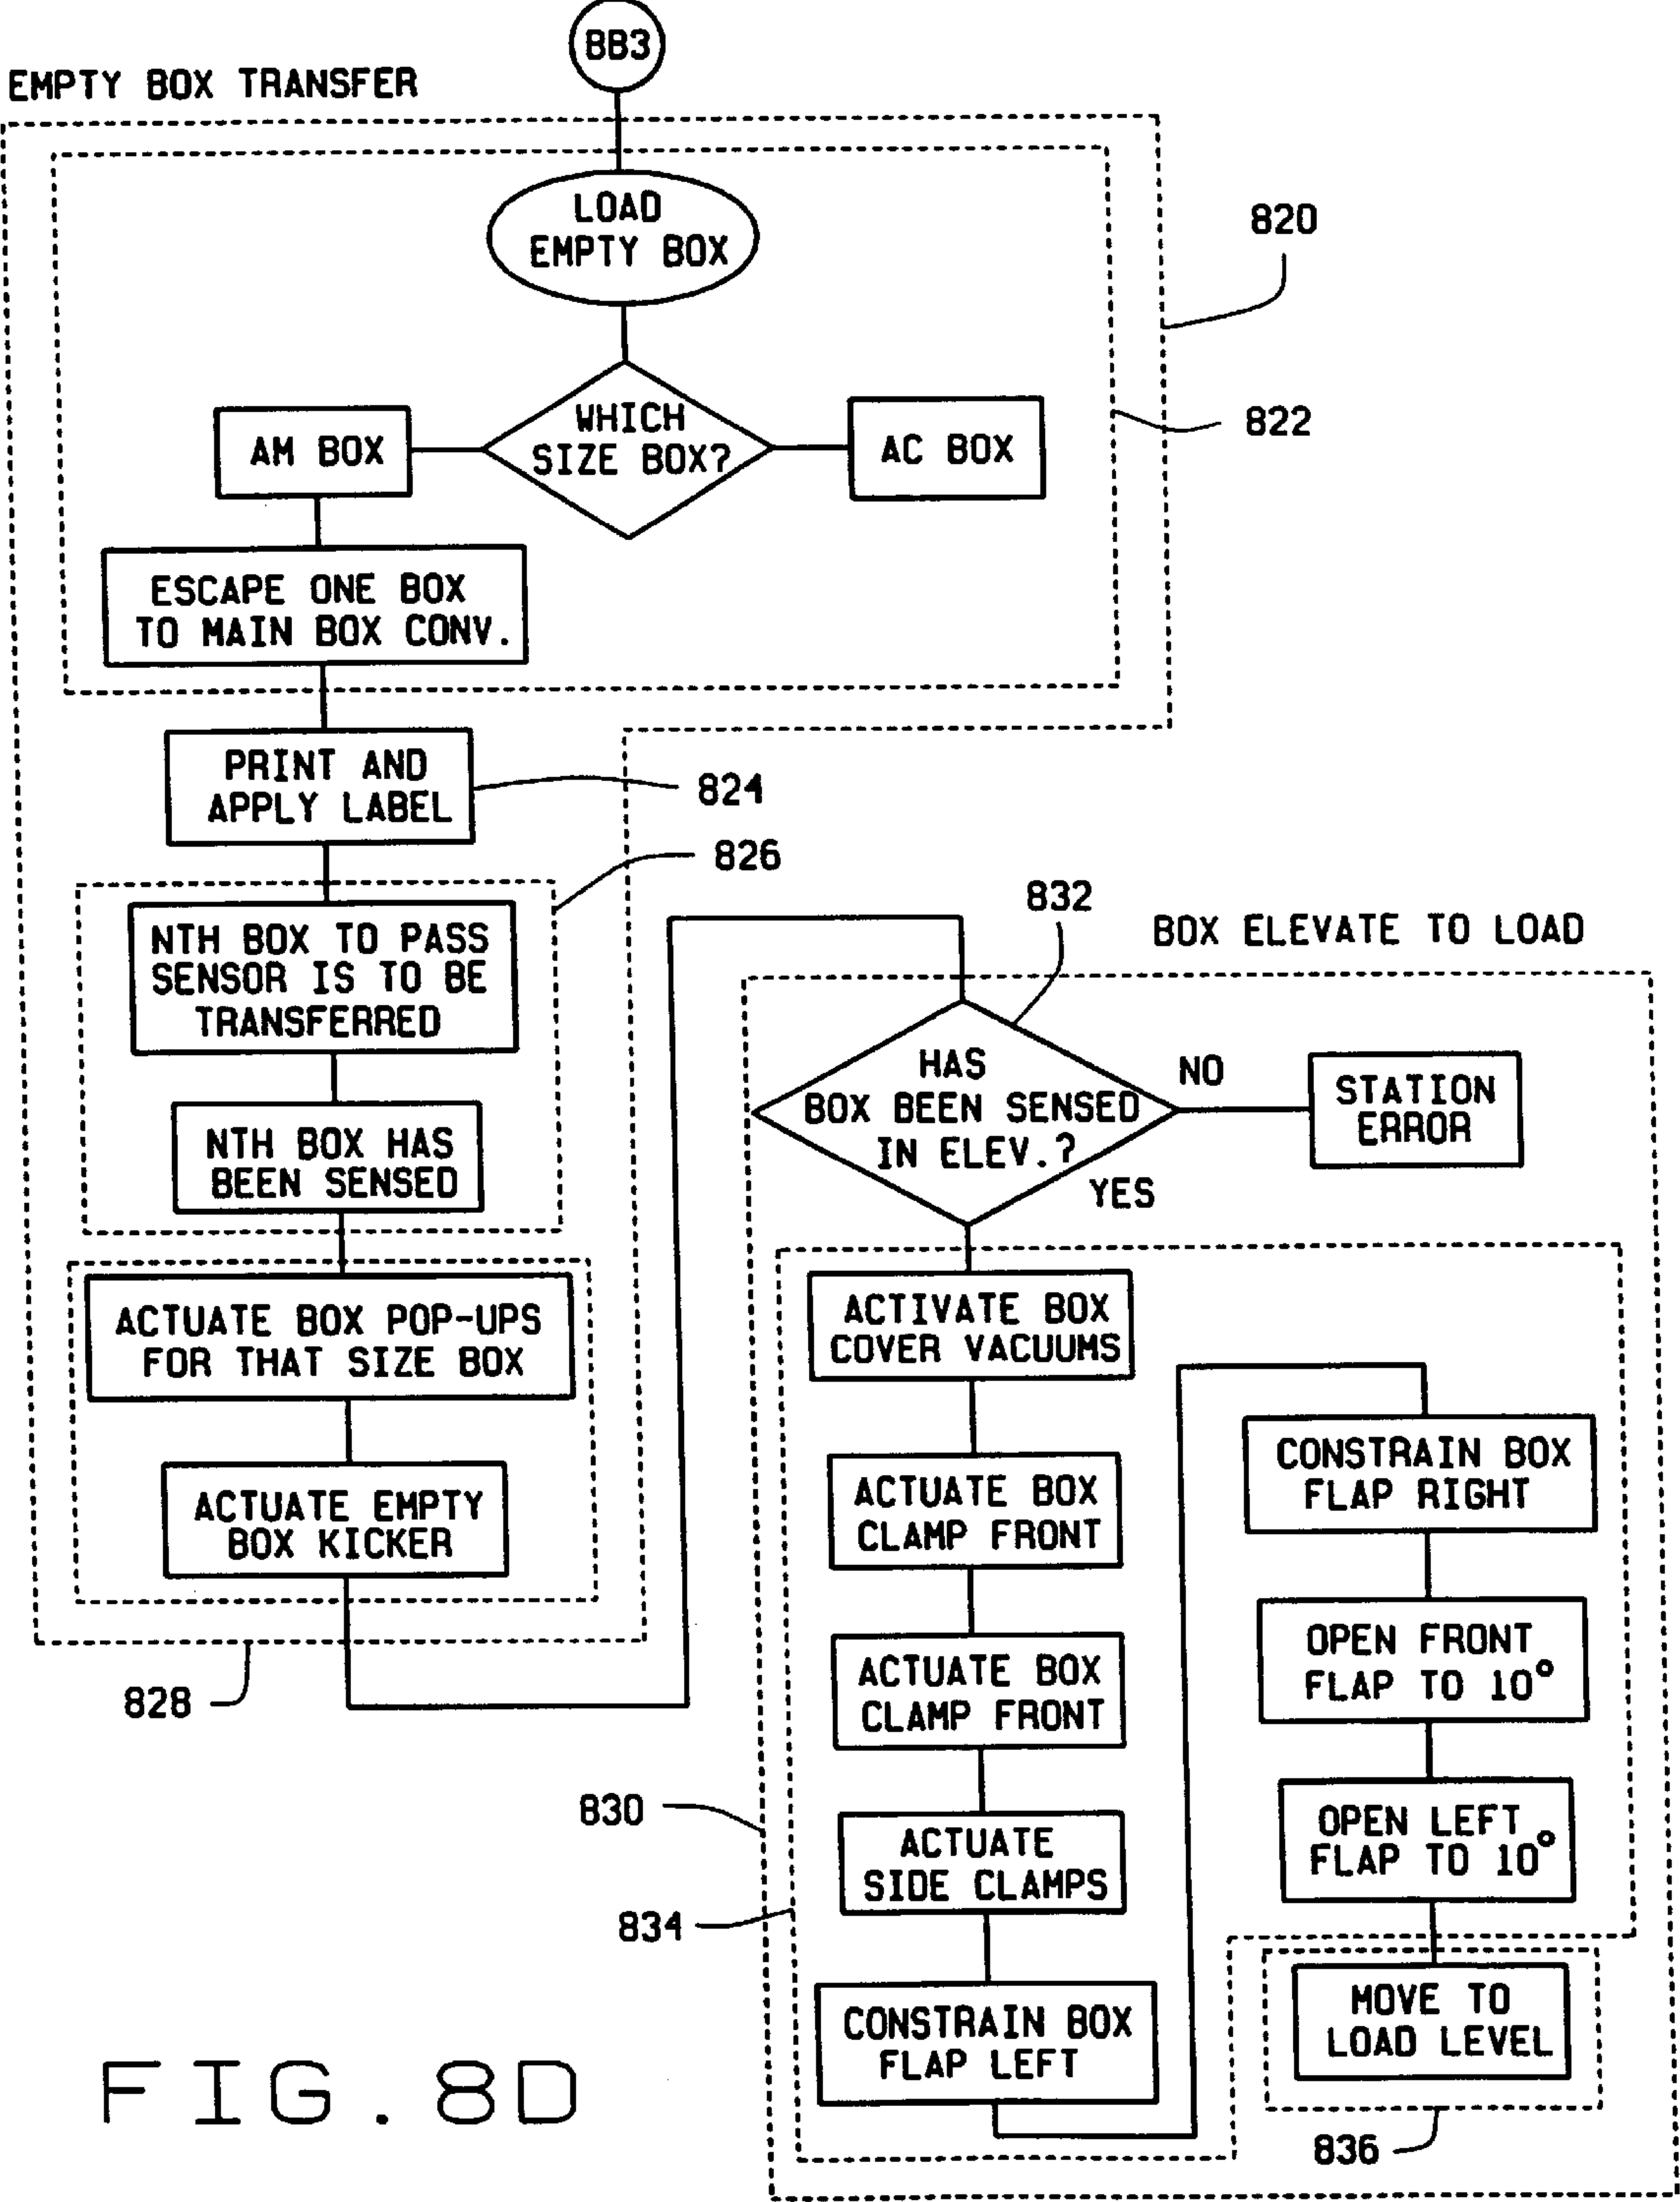 BB3
EMPTY BOX TRANSFER
LOAD
EMPTY BOX
820
822
WHICH
SIZE BOX?
AM BOX
AC BOX
ESCAPE ONE BOX
TO MAIN BOX CONV.
PRINT AND
APPLY LABEL
824
826
NTH BOX TO PASS
SENSOR IS TO BE
TRANSFERRED
NTH BOX HAS
BEEN SENSED
ACTUATE BOX POP-UPS
FOR THAT SIZE BOX
ACTUATE EMPTY
BOX KICKER
828
832
BOX ELEVATE TO LOAD
HAS
BOX BEEN SENSED
IN ELEV.?
NO
STATION
ERROR
YES
ACTIVATE BOX
COVER VACUUMS
ACTUATE BOX
CLAMP FRONT
ACTUATE BOX
CLAMP FRONT
ACTUATE
SIDE CLAMPS
CONSTRAIN BOX
FLAP LEFT
830
834
CONSTRAIN BOX
FLAP RIGHT
OPEN FRONT
FLAP TO 10°
OPEN LEFT
FLAP TO 10°
MOVE TO
LOAD LEVEL
836
FIG. 8D